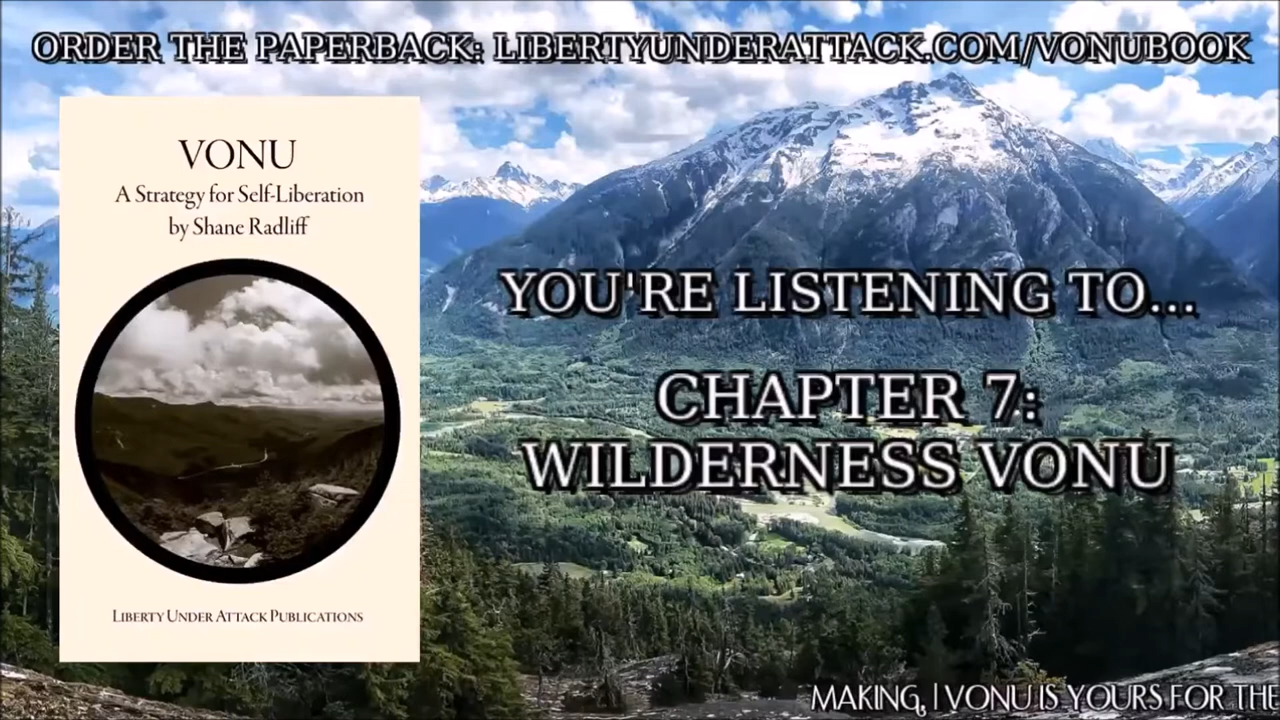 ORDER THE PAPERBACK: LIBERTYUNDERATTACK.COM/VONUBOOK
VONU
A Strategy for Self-Liberation
by Shane Radliff
LIBERTY UNDER ATTACK PUBLICATIONS
YOU'RE LISTENING TO...
CHAPTER 7:
WILDERNESS VONU
MAKING, | VONU IS YOURS FOR THE